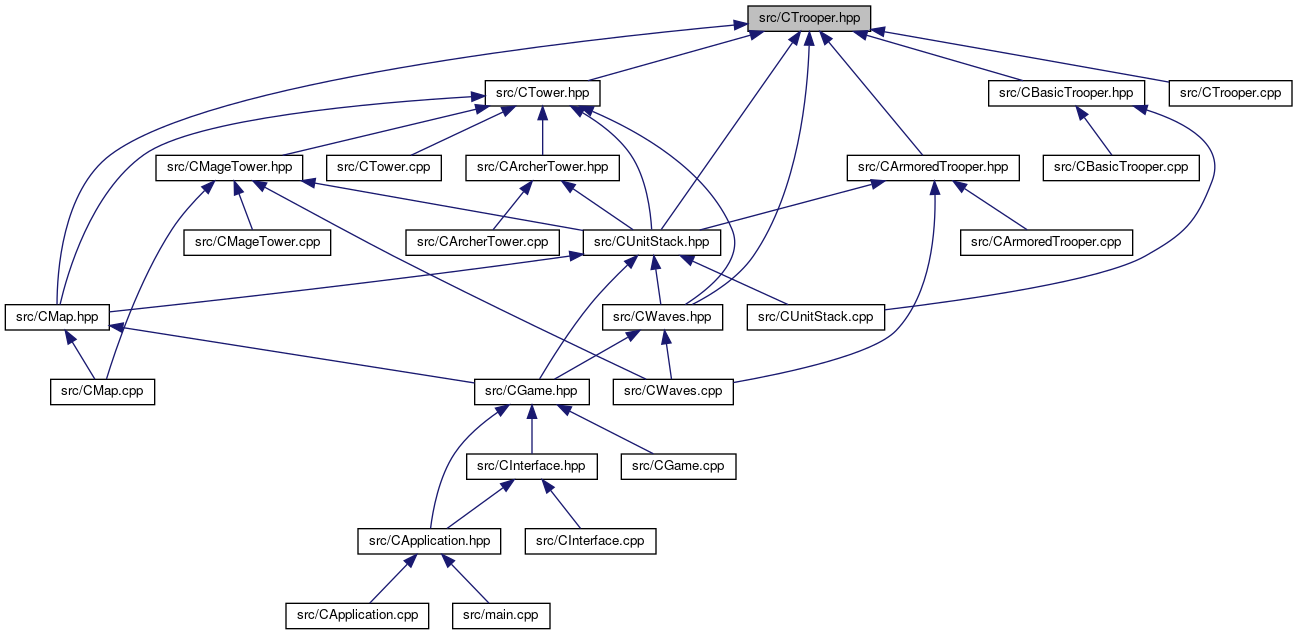 src/CTrooper.hpp
src/CTower.hpp
src/CBasicTrooper.hpp
src/CTrooper.cpp
src/CMageTower.hpp
src/CTower.cpp
src/CArcherTower.hpp
src/CArmoredTrooper.hpp
src/CBasicTrooper.cpp
src/CMageTower.cpp
src/CArcherTower.cpp
src/CUnitStack.hpp
src/CArmoredTrooper.cpp
src/CMap.hpp
src/CWaves.hpp
src/CUnitStack.cpp
src/CMap.cpp
src/CGame.hpp
src/CWaves.cpp
src/CInterface.hpp
src/CGame.cpp
src/CApplication.hpp
src/CInterface.cpp
src/CApplication.cpp
src/main.cpp